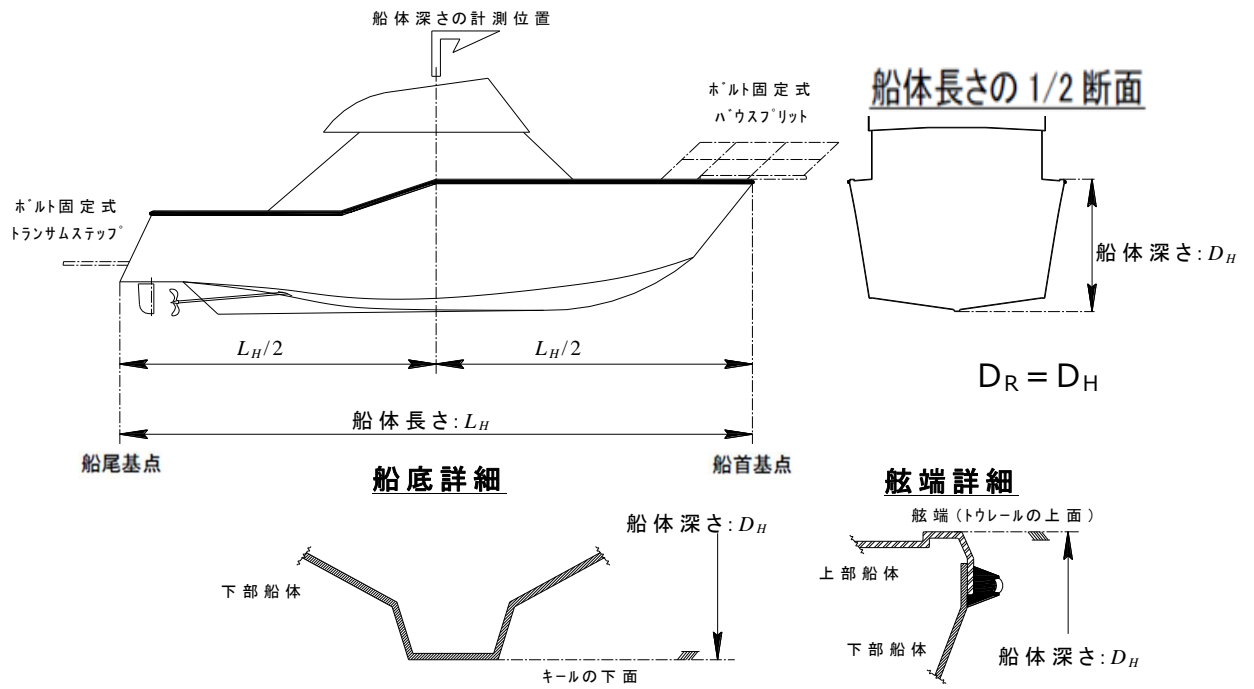 船体深さの計測位置
ボルト固定式
バウスプリット
船体長さの 1/2 断面
ボルト固定式
トランサムステップ
船体深さ: D_H
L_H/2
L_H/2
D_R = D_H
船体長さ: L_H
船尾基点
船首基点
船底詳細
船体深さ: D_H
下部船体
キールの下面
舷端詳細
舷端 (トウレールの上面)
上部船体
下部船体
船体深さ: D_H